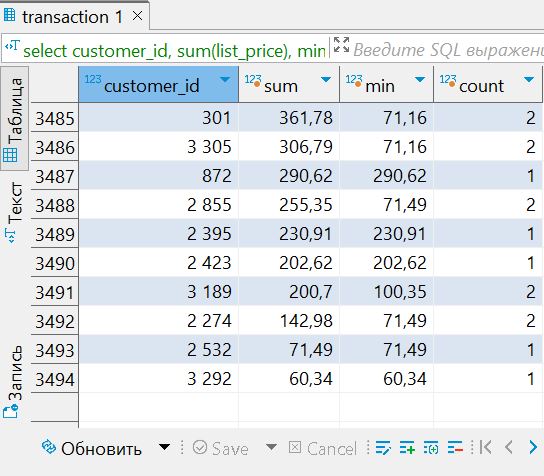 transaction 1
select customer_id, sum(list_price), min Введите SQL выражен
Таблица
Текст
Запись
123 customer_id 123 sum 123 min 123 count
3485 301 361,78 71,16 2
3486 3 305 306,79 71,16 2
3487 872 290,62 290,62 1
3488 2 855 255,35 71,49 2
3489 2 395 230,91 230,91 1
3490 2 423 202,62 202,62 1
3491 3 189 200,7 100,35 2
3492 2 274 142,98 71,49 2
3493 2 532 71,49 71,49 1
3494 3 292 60,34 60,34 1
Обновить Save Cancel